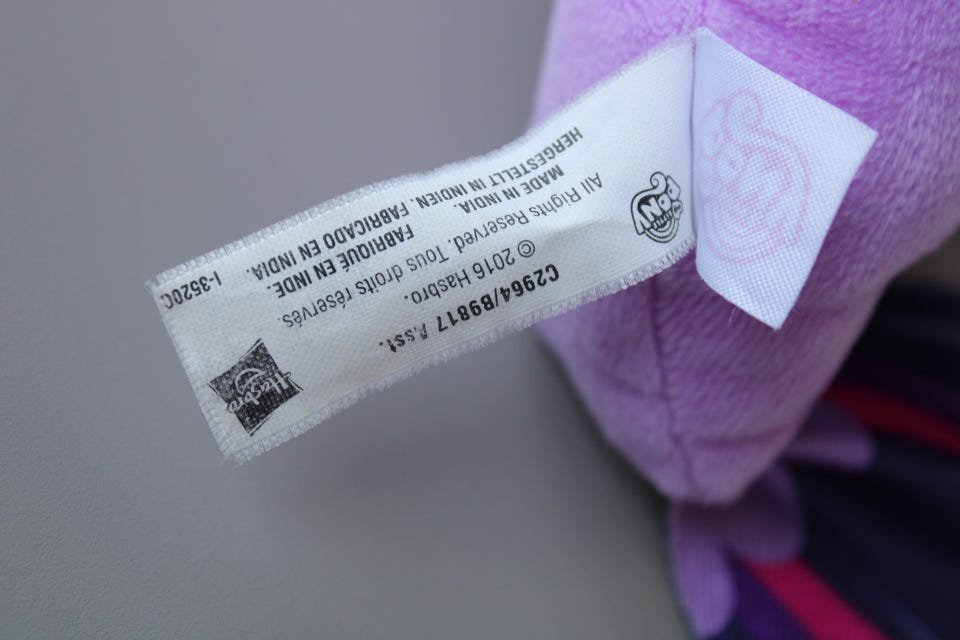 C2964/B9817 Asst.
© 2016 Hasbro.
All Rights Reserved. Tous droits réservés.
MADE IN INDIA. FABRIQUÉ EN INDE.
HERGESTELLT IN INDIEN. FABRICADO EN INDIA.
I-3520C
Hasbro